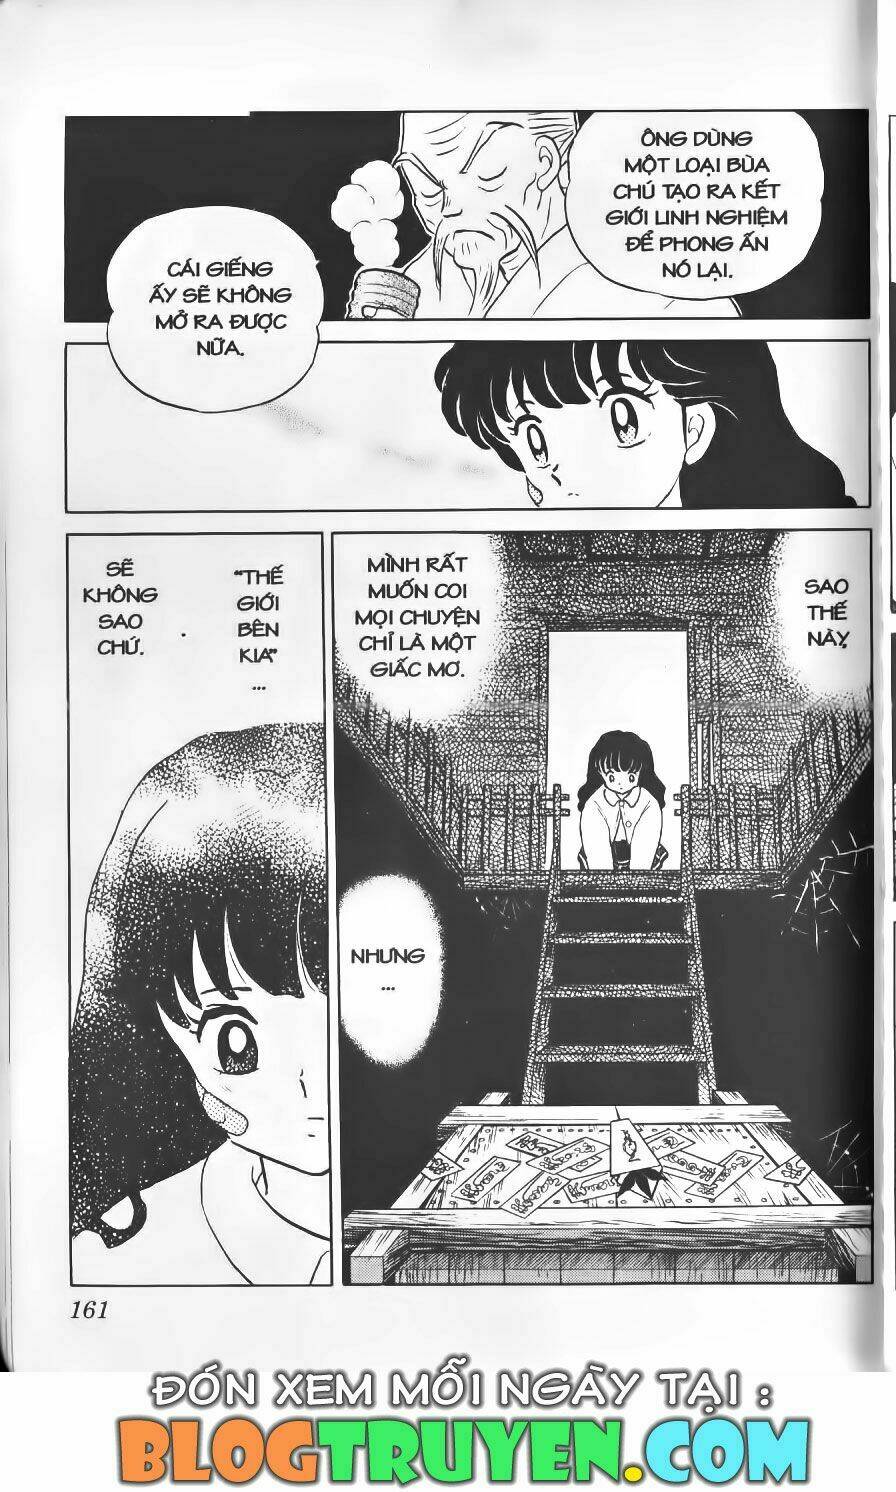 ÔNG DÙNG
MỘT LOẠI BÙA
CHÚ TẠO RA KẾT
GIỚI LINH NGHIỆM
ĐỂ PHONG ẤN
NÓ LẠI.
CÁI GIẾNG
ẤY SẼ KHÔNG
MỞ RA ĐƯỢC
NỮA.
SAO
THẾ
NÀY,
MÌNH RẤT
MUỐN COI
MỌI CHUYỆN
CHỈ LÀ MỘT
GIẤC MƠ.
NHƯNG
...
"THẾ
GIỚI
BÊN
KIA"
...
SẼ
KHÔNG
SAO
CHỨ.
161
ĐÓN XEM MỖI NGÀY TẠI :
BLOGTRUYEN.COM